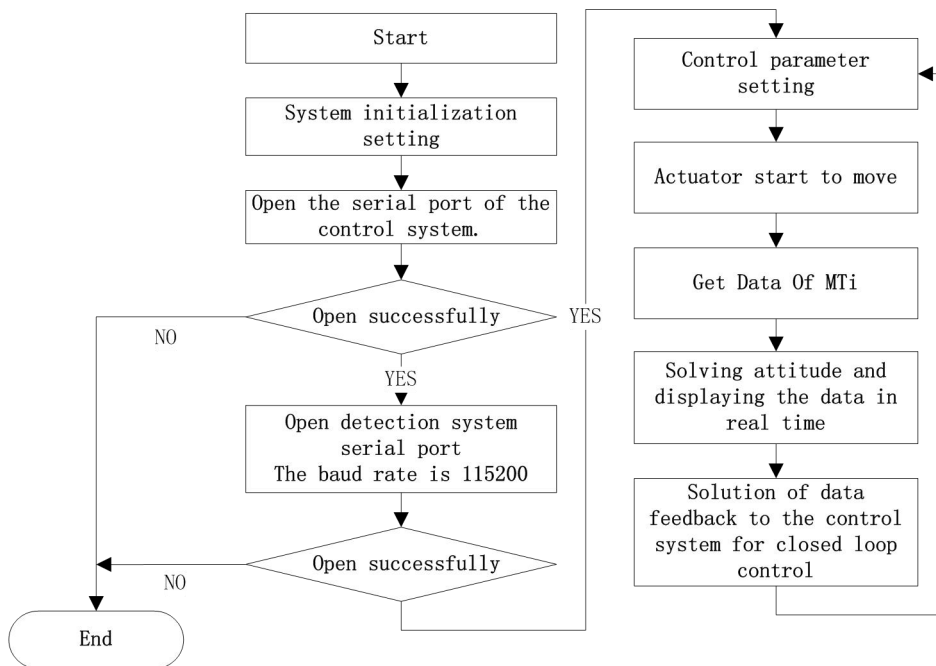 Start
System initialization
setting
Open the serial port of the
control system.
Open successfully
NO
YES
Open detection system
serial port
The baud rate is 115200
Open successfully
NO
End
YES
Control parameter
setting
Actuator start to move
Get Data Of MTi
Solving attitude and
displaying the data in
real time
Solution of data
feedback to the control
system for closed loop
control